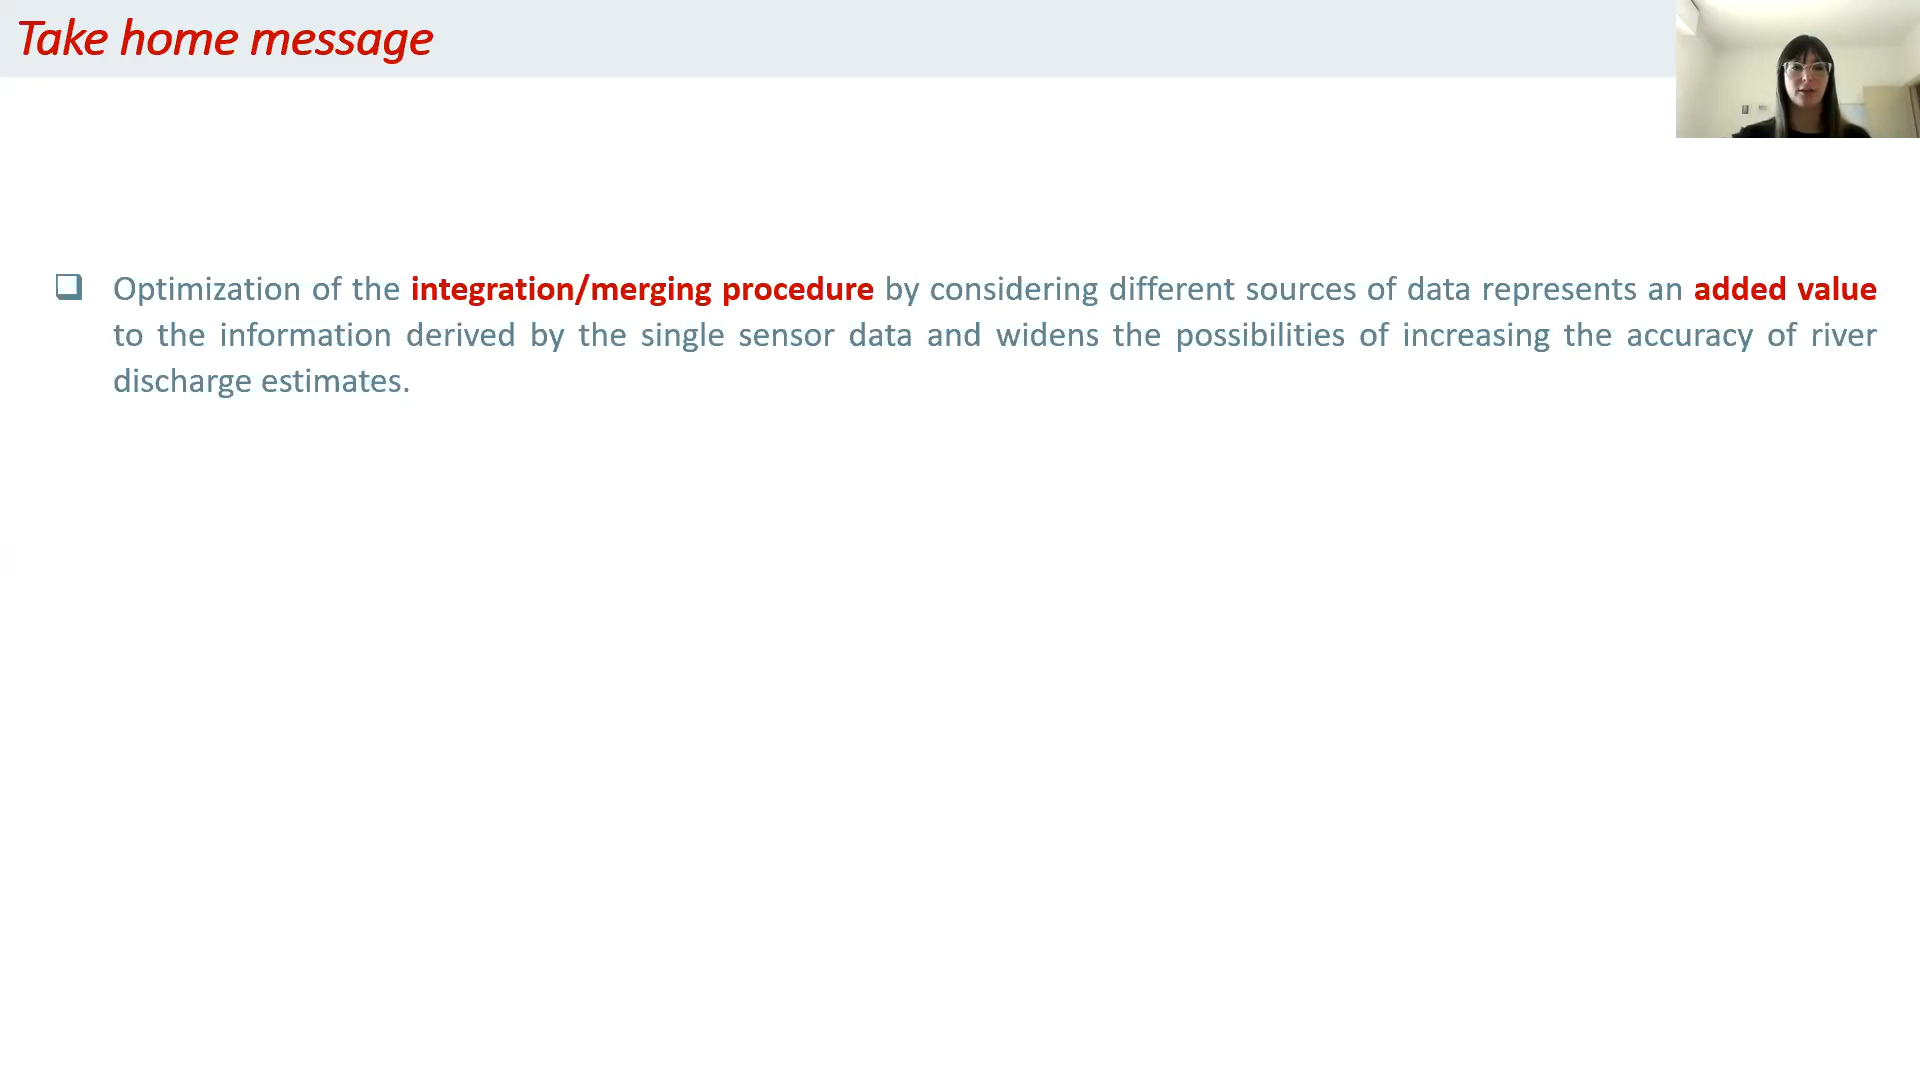 Take home message
❑ Optimization of the integration/merging procedure by considering different sources of data represents an added value
to the information derived by the single sensor data and widens the possibilities of increasing the accuracy of river
discharge estimates.